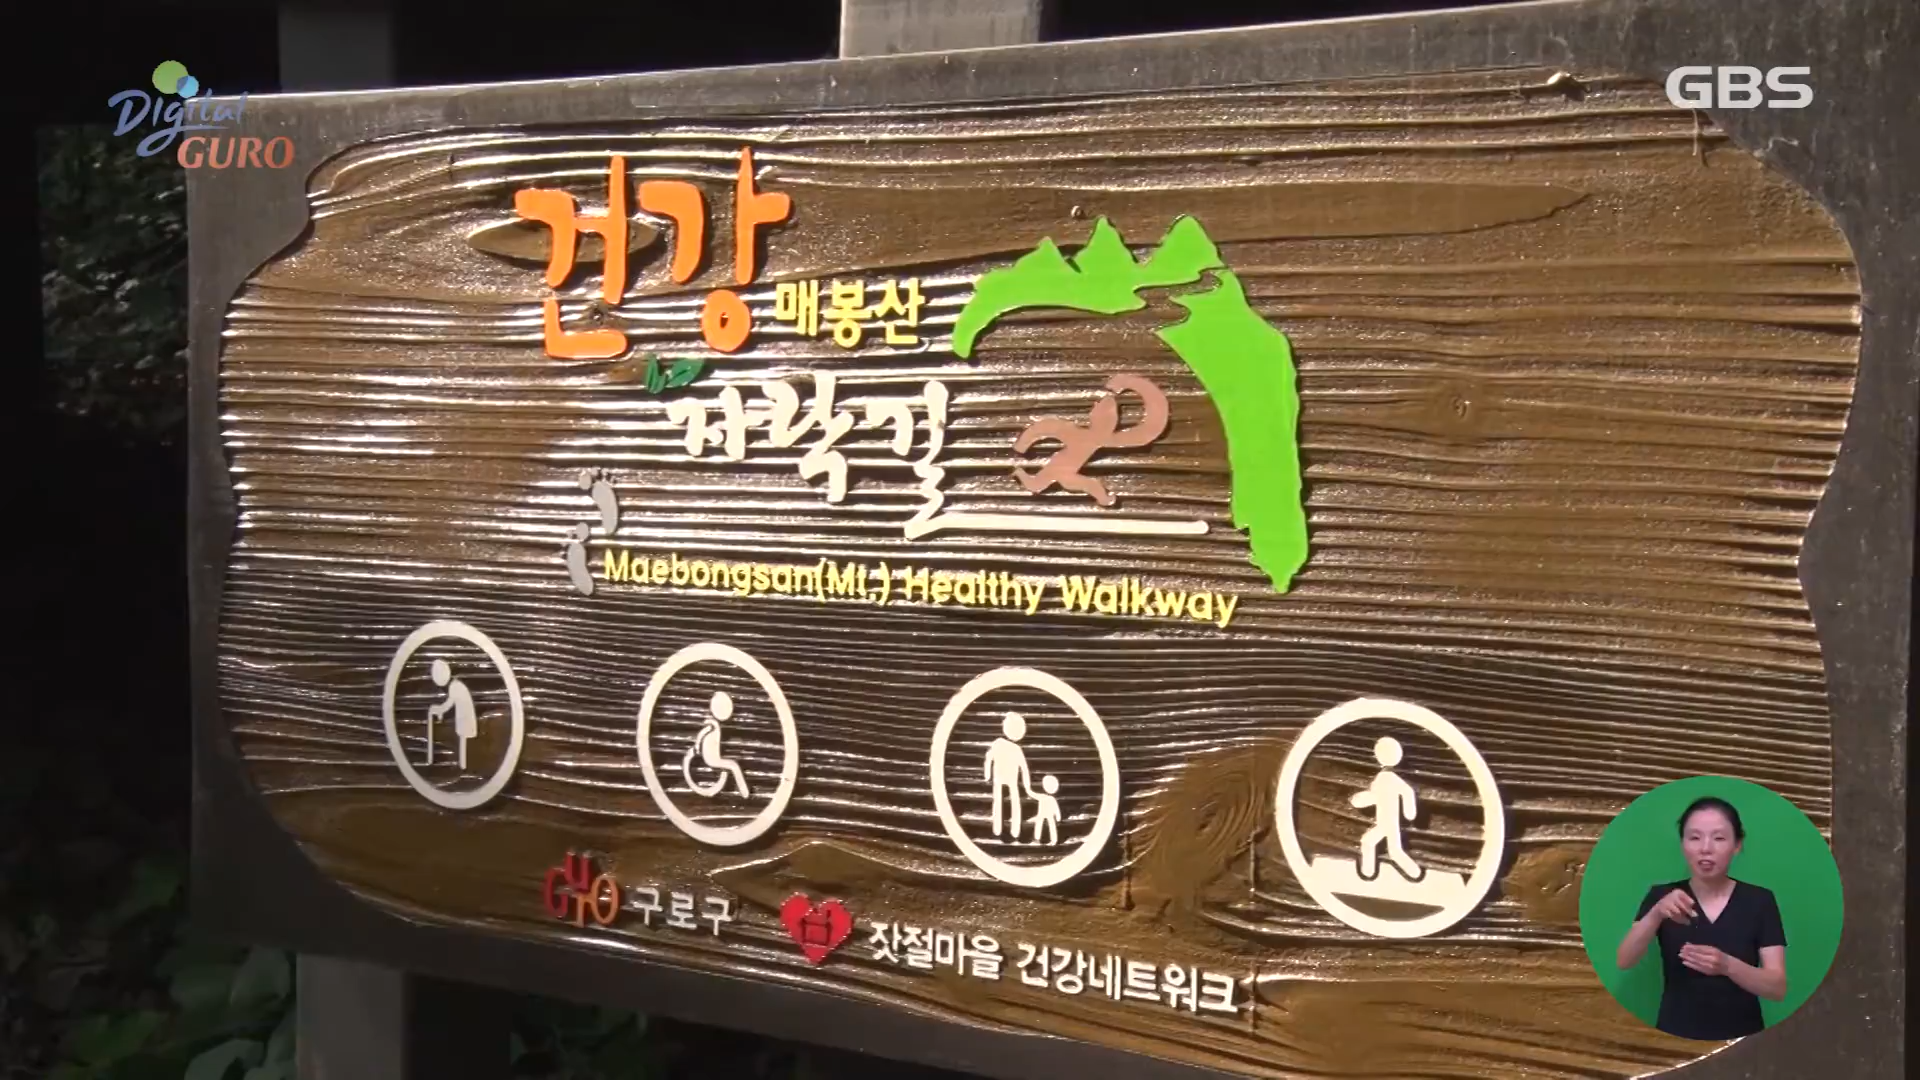 Digital
GURO
GBS
건강
매봉산
자락길
Maebongsan(Mt.) Healthy Walkway
GURO 구로구
잣절마을 건강네트워크